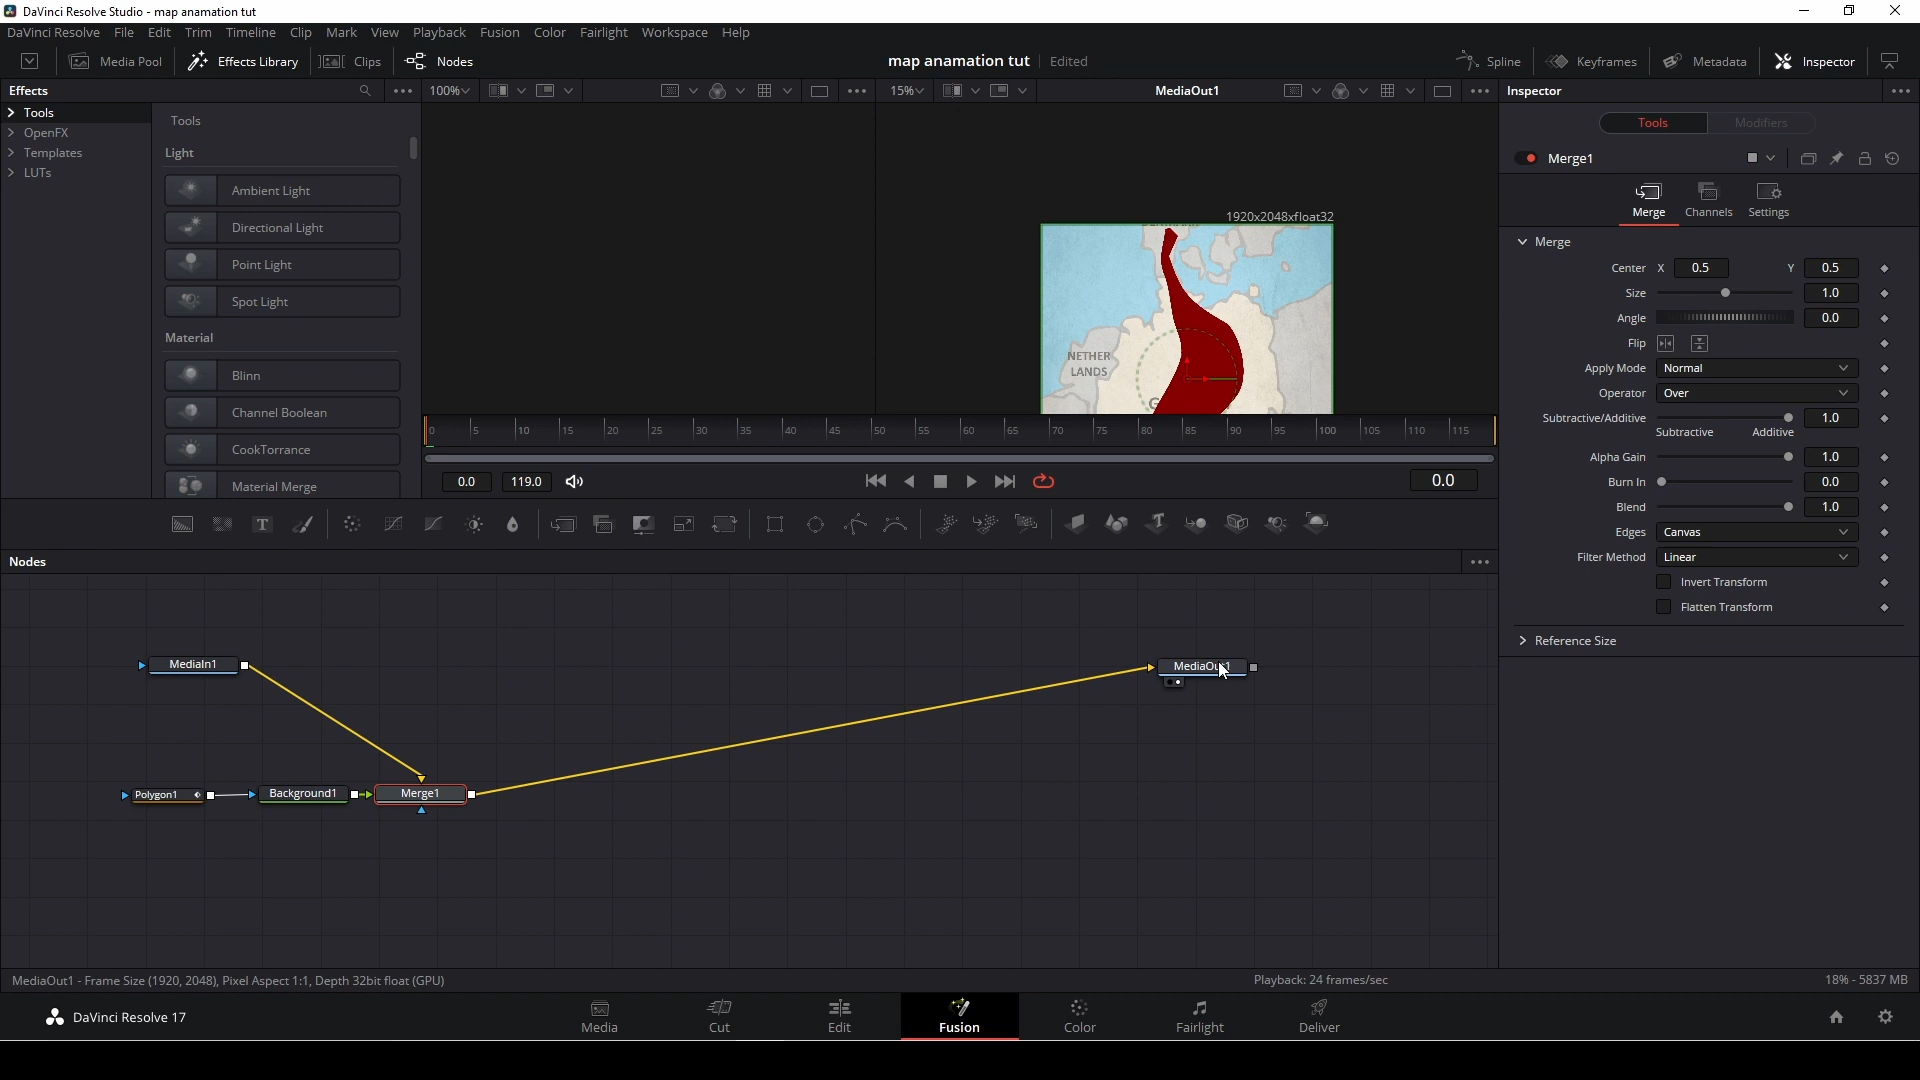 DaVinci Resolve Studio - map anamation tut
DaVinci Resolve File Edit Trim Timeline Clip Mark View Playback Fusion Color Fairlight Workspace Help
Media Pool Effects Library Clips Nodes map anamation tut Edited Spline Keyframes Metadata Inspector
Effects 100% 15% MediaOut1 Inspector
Tools
OpenFX
Templates
LUTs
Tools
Light
Ambient Light
Directional Light
Point Light
Spot Light
Material
Blinn
Channel Boolean
CookTorrance
Material Merge
1920x2048xfloat32
NETHER
LANDS
G
0 5 10 15 20 25 30 35 40 45 50 55 60 65 70 75 80 85 90 95 100 105 110 115
0.0 119.0 0.0
Tools Modifiers
Merge1
Merge Channels Settings
Merge
Center X 0.5 Y 0.5
Size 1.0
Angle 0.0
Flip
Apply Mode Normal
Operator Over
Subtractive/Additive 1.0
Subtractive Additive
Alpha Gain 1.0
Burn In 0.0
Blend 1.0
Edges Canvas
Filter Method Linear
Invert Transform
Flatten Transform
Reference Size
T T
Nodes
MediaIn1
MediaOut1
Polygon1 Background1 Merge1
MediaOut1 - Frame Size (1920, 2048), Pixel Aspect 1:1, Depth 32bit float (GPU) Playback: 24 frames/sec 18% - 5837 MB
DaVinci Resolve 17 Media Cut Edit Fusion Color Fairlight Deliver